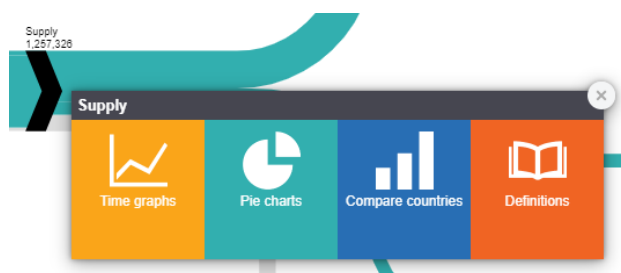 Supply
1,257,326
Supply
Time graphs
Pie charts
Compare countries
Definitions